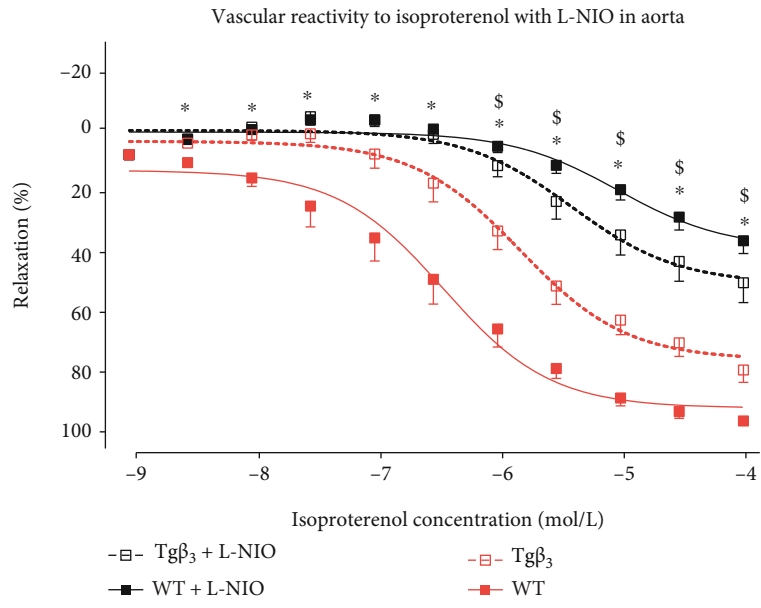 Vascular reactivity to isoproterenol with L-NIO in aorta
−20
0
20
40
60
80
100
Relaxation (%)
* * * * * $ $ $ $ $
* * * * *
−9 −8 −7 −6 −5 −4
Isoproterenol concentration (mol/L)
Tgβ₃ + L-NIO Tgβ₃
WT + L-NIO WT